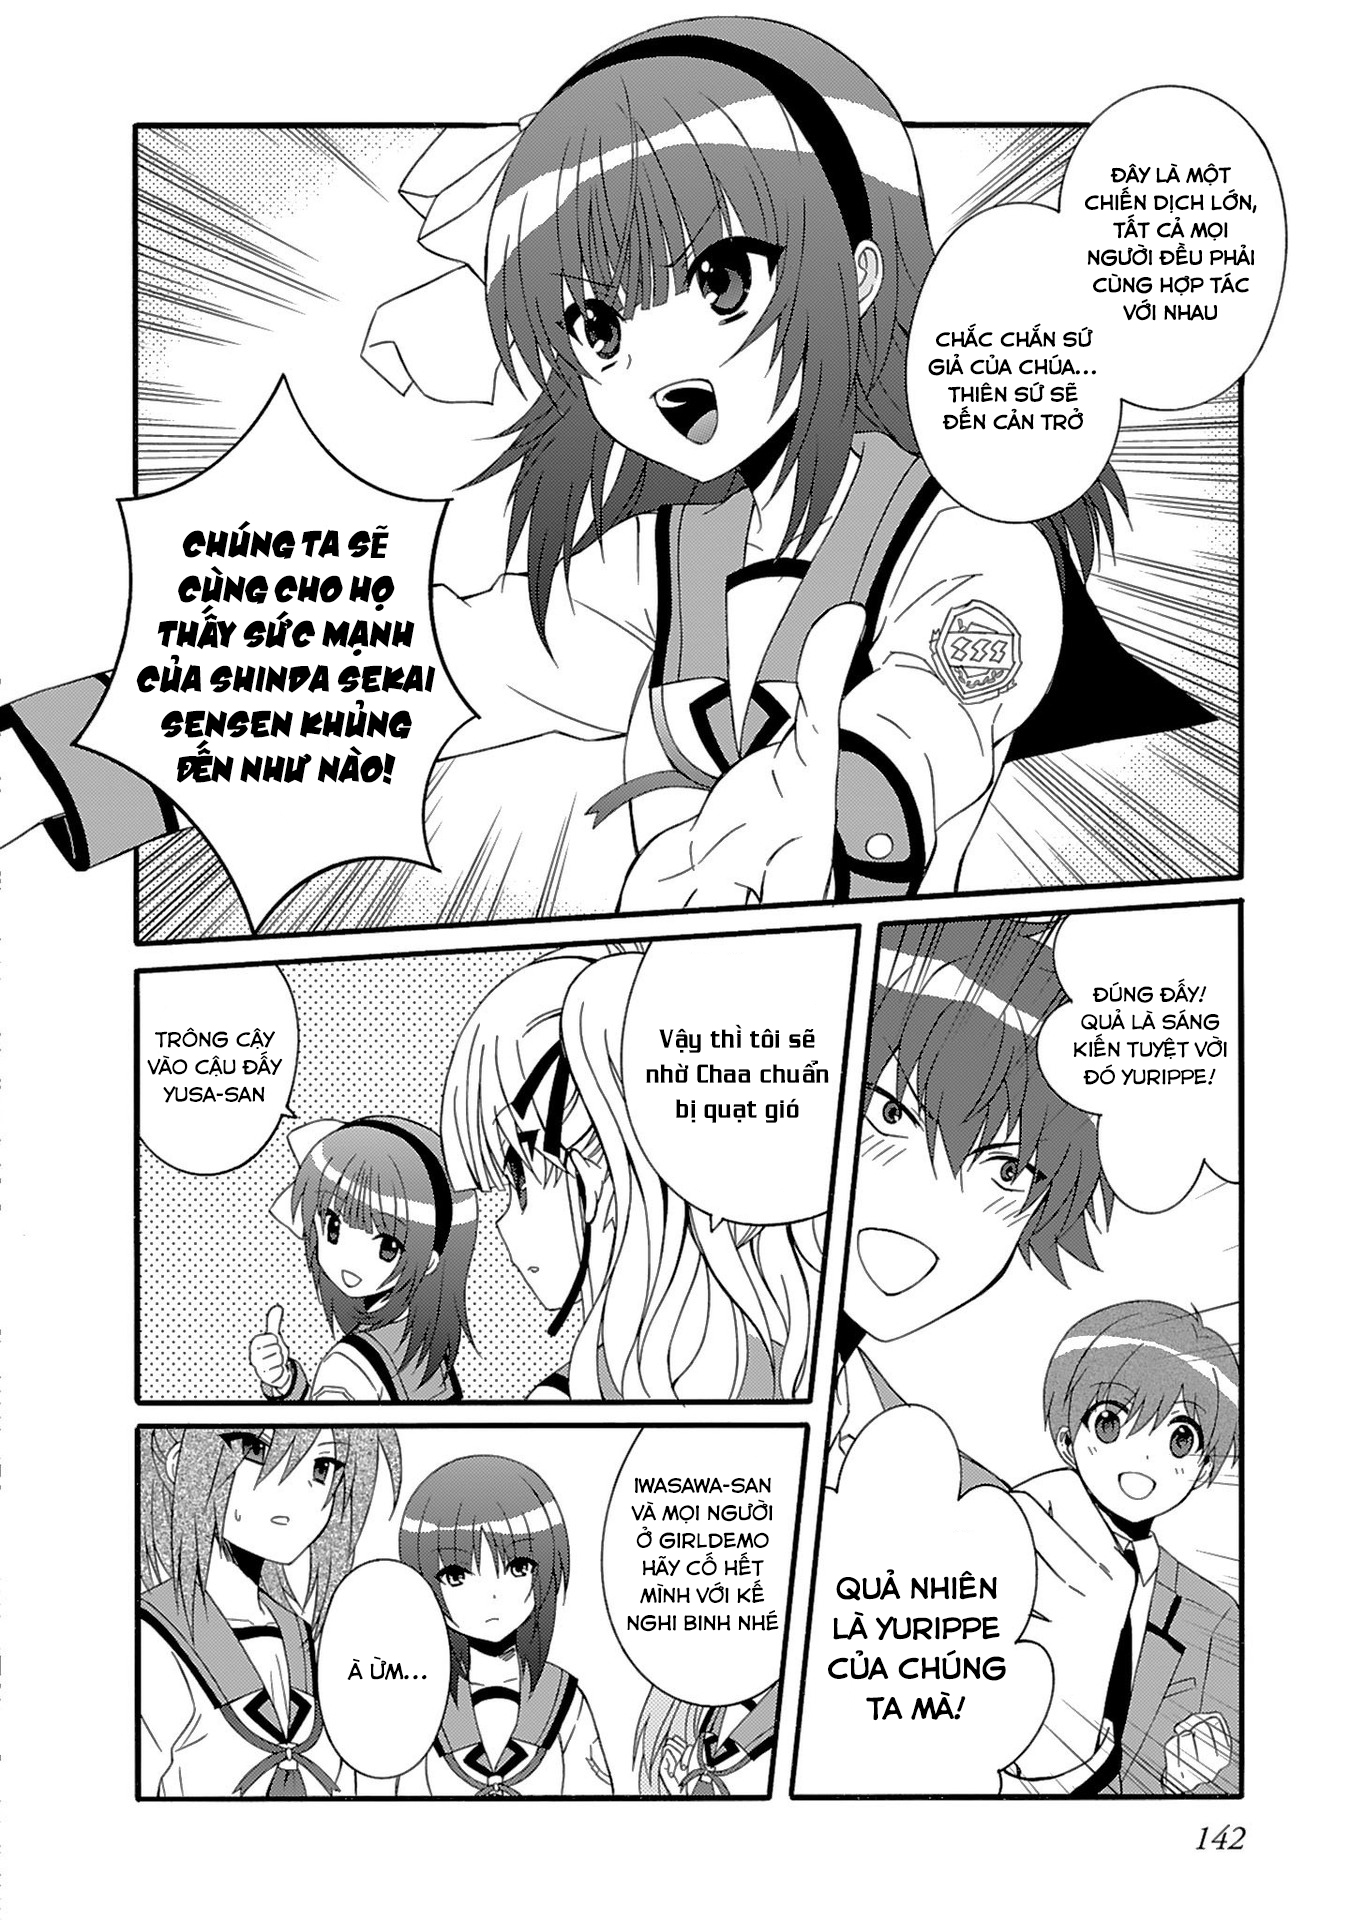 ĐÂY LÀ MỘT
CHIẾN DỊCH LỚN,
TẤT CẢ MỌI
NGƯỜI ĐỀU PHẢI
CÙNG HỢP TÁC
VỚI NHAU
CHẮC CHẮN SỨ
GIẢ CỦA CHÚA...
THIÊN SỨ SẼ
ĐẾN CẢN TRỞ
CHÚNG TA SẼ
CÙNG CHO HỌ
THẤY SỨC MẠNH
CỦA SHINDA SEKAI
SENSEN KHỦNG
ĐẾN NHƯ NÀO!
SSS
ĐÚNG ĐẤY!
QUẢ LÀ SÁNG
KIẾN TUYỆT VỜI
ĐÓ YURIPPE!
QUẢ NHIÊN
LÀ YURIPPE
CỦA CHÚNG
TA MÀ!
Vậy thì tôi sẽ
nhờ Chaa chuẩn
bị quạt gió
TRÔNG CẬY
VÀO CẬU ĐẤY
YUSA-SAN
IWASAWA-SAN
VÀ MỌI NGƯỜI
Ở GIRLDEMO
HÃY CỐ HẾT
MÌNH VỚI KẾ
NGHI BINH NHÉ
À ỪM...
142